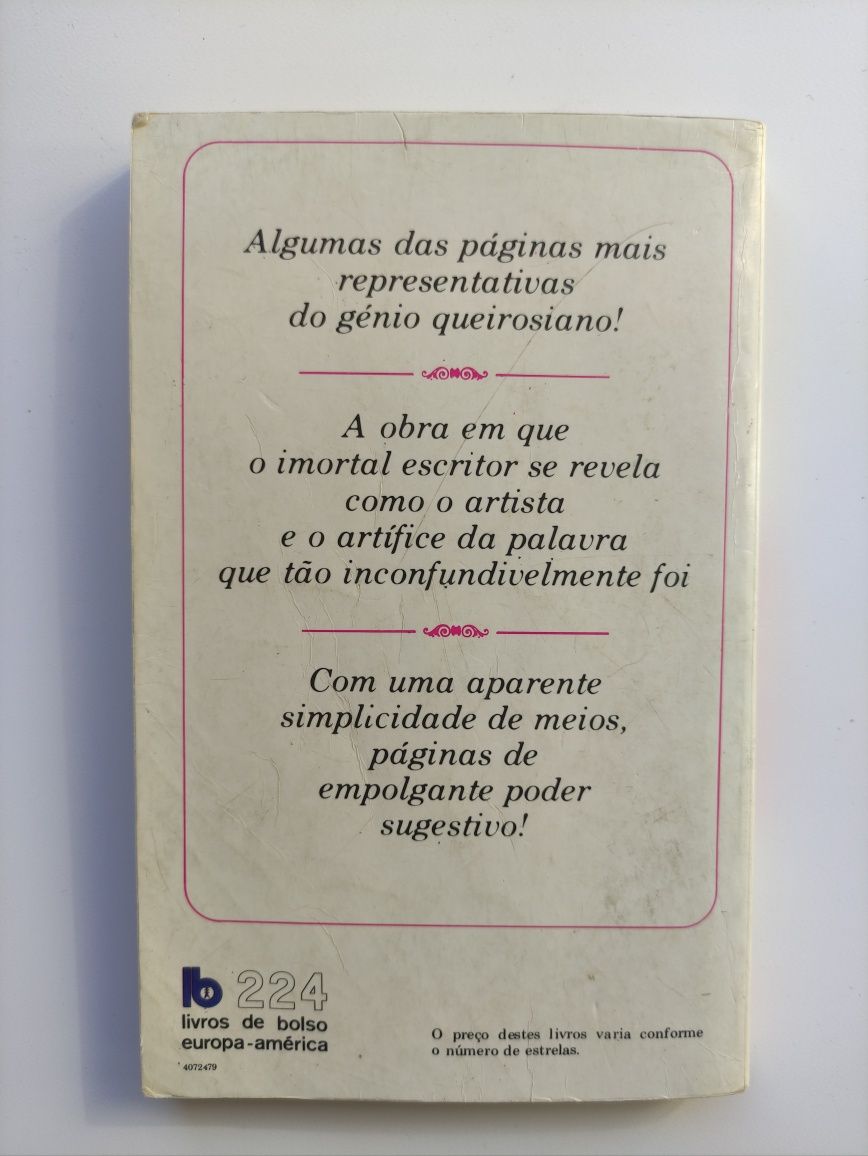 Algumas das páginas mais
representativas
do génio queirosiano!
A obra em que
o imortal escritor se revela
como o artista
e o artífice da palavra
que tão inconfundivelmente foi
Com uma aparente
simplicidade de meios,
páginas de
empolgante poder
sugestivo!
lb 224
livros de bolso
europa-américa
4072479
O preço destes livros varia conforme
o número de estrelas.